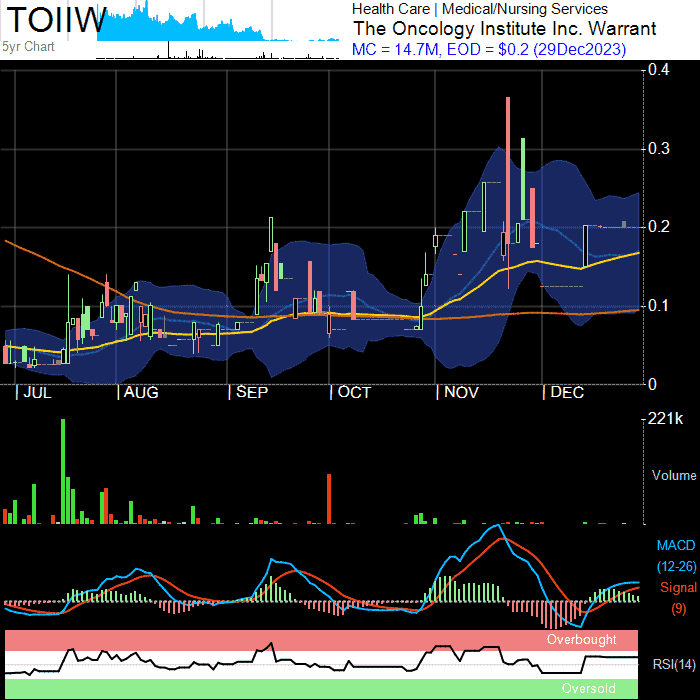 TOIIW
5yr Chart
Health Care | Medical/Nursing Services
The Oncology Institute Inc. Warrant
MC = 14.7M, EOD = $0.2 (29Dec2023)
0.4
0.3
0.2
0.1
0
JUL AUG SEP OCT NOV DEC
221k
Volume
MACD
(12-26)
Signal
(9)
Overbought
RSI(14)
Oversold